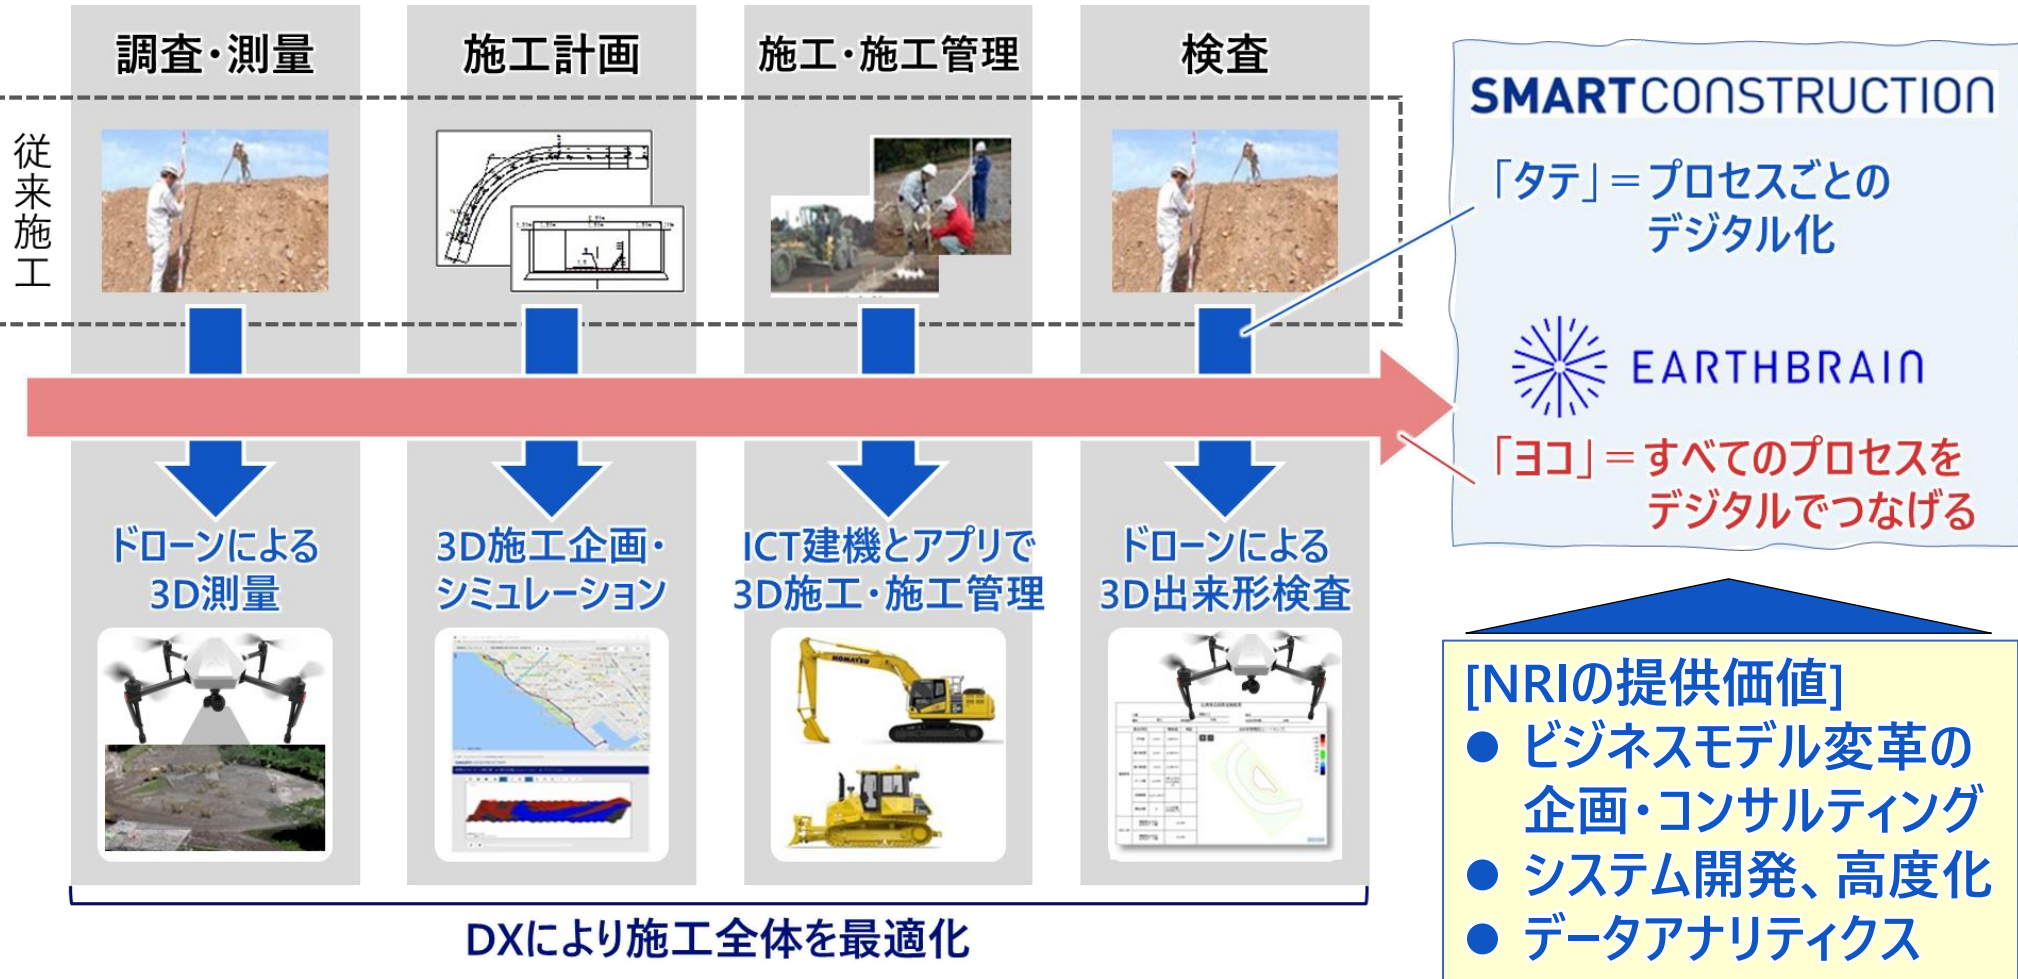 調査・測量
施工計画
施工・施工管理
検査
従来施工
SMARTCONSTRUCTION
「タテ」＝プロセスごとの
デジタル化
EARTHBRAIN
「ヨコ」＝すべてのプロセスを
デジタルでつなげる
ドローンによる
3D測量
3D施工企画・
シミュレーション
ICT建機とアプリで
3D施工・施工管理
ドローンによる
3D出来形検査
KOMATSU
DXにより施工全体を最適化
[NRIの提供価値]
● ビジネスモデル変革の
企画・コンサルティング
● システム開発、高度化
● データアナリティクス